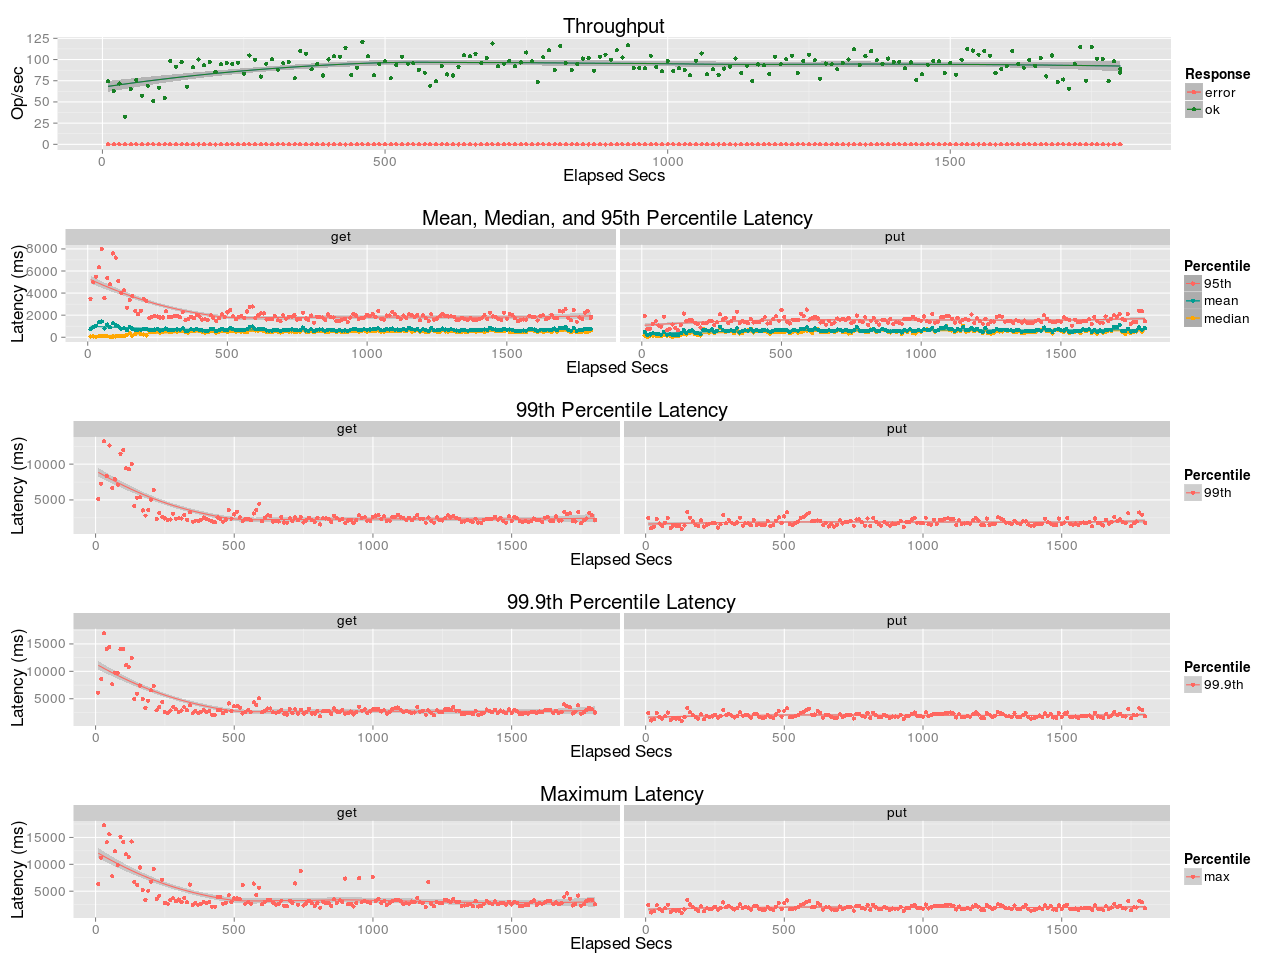 Throughput
Op/sec
125
100
75
50
25
0
0 500 1000 1500
Elapsed Secs
Response
error
ok
Mean, Median, and 95th Percentile Latency
get put
Latency (ms)
8000
6000
4000
2000
0
0 500 1000 1500 0 500 1000 1500
Elapsed Secs
Percentile
95th
mean
median
99th Percentile Latency
get put
Latency (ms)
10000
5000
0 500 1000 1500 0 500 1000 1500
Elapsed Secs
Percentile
99th
99.9th Percentile Latency
get put
Latency (ms)
15000
10000
5000
0 500 1000 1500 0 500 1000 1500
Elapsed Secs
Percentile
99.9th
Maximum Latency
get put
Latency (ms)
15000
10000
5000
0 500 1000 1500 0 500 1000 1500
Elapsed Secs
Percentile
max